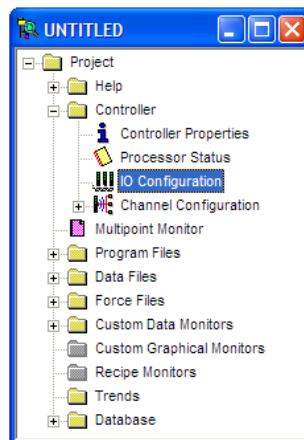 UNTITLED
Project
Help
Controller
Controller Properties
Processor Status
IO Configuration
Channel Configuration
Multipoint Monitor
Program Files
Data Files
Force Files
Custom Data Monitors
Custom Graphical Monitors
Recipe Monitors
Trends
Database